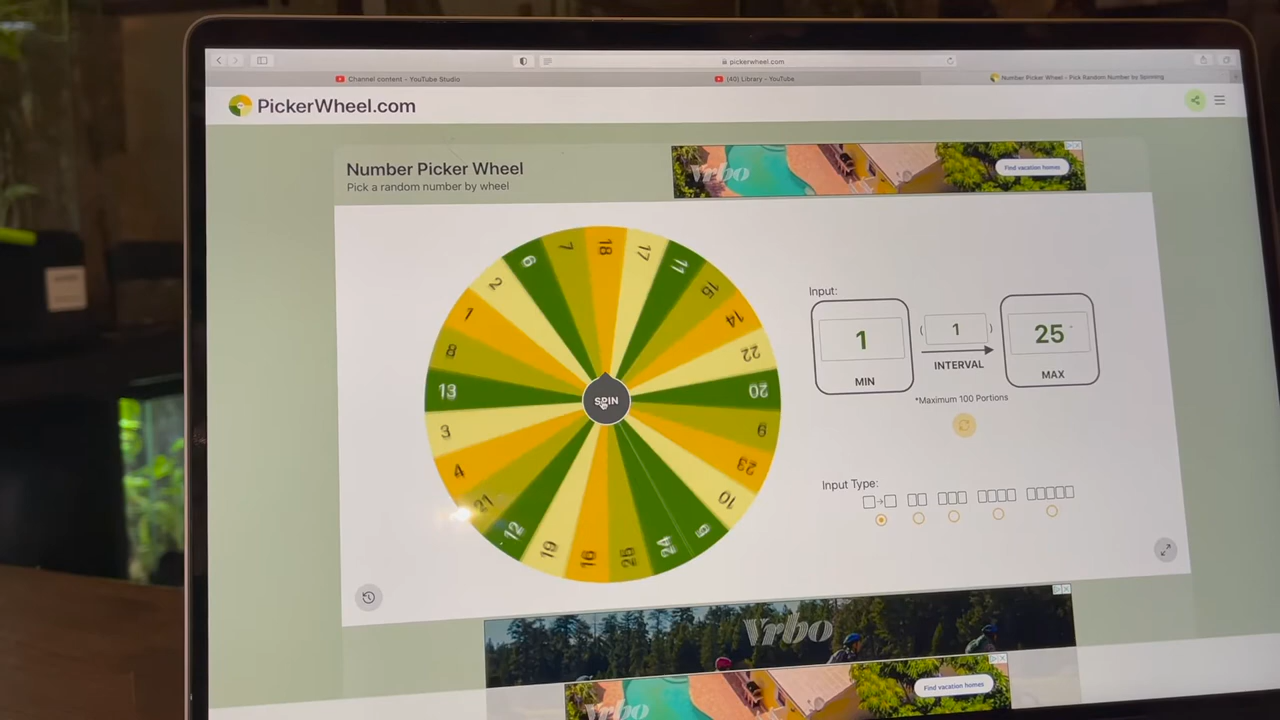 pickerwheel.com
Channel content - YouTube Studio
(40) Library - YouTube
Number Picker Wheel - Pick Random Number by Spinning
PickerWheel.com
Number Picker Wheel
Pick a random number by wheel
Vrbo
Find vacation homes
18
17
11
15
14
22
20
9
23
10
5
24
25
16
19
12
21
4
3
13
8
1
2
6
7
SPIN
Input:
1
MIN
( 1 )
INTERVAL
25
MAX
*Maximum 100 Portions
Input Type:
Vrbo
Vrbo
Find vacation homes